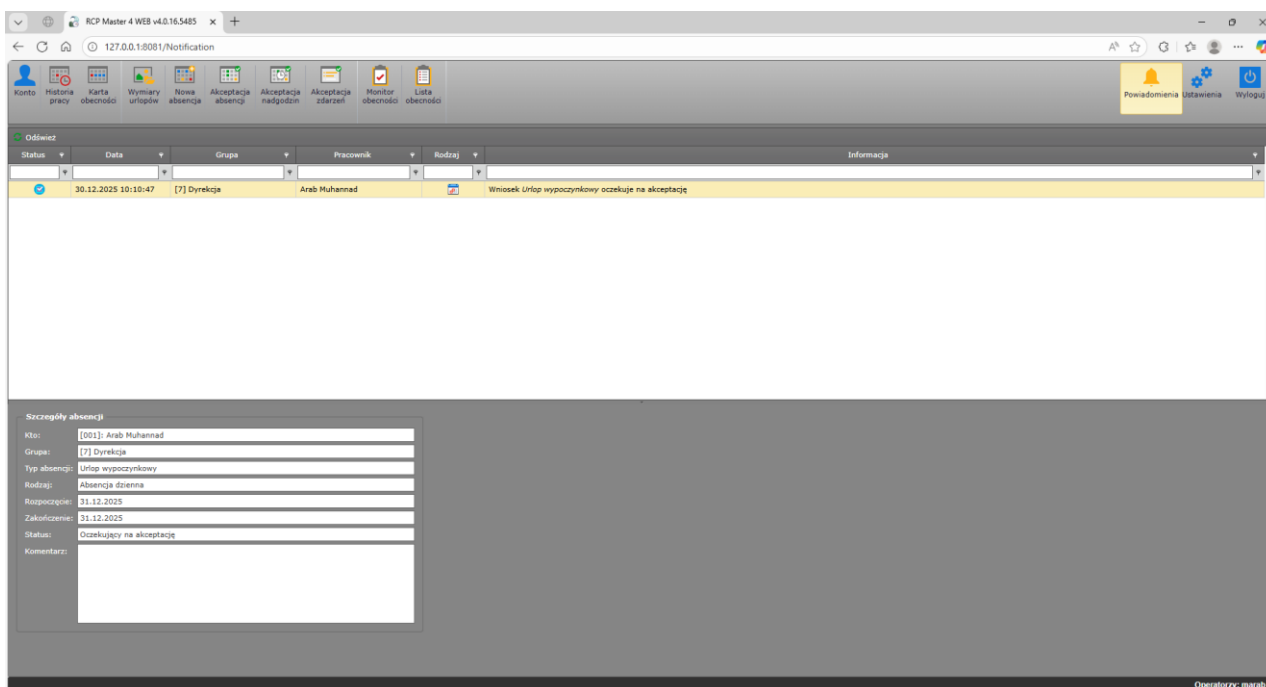 RCP Master 4 WEB v4.0.16.5485
127.0.0.1:8081/Notification
Konto Historia pracy Karta obecności Wymiary urlopów Nowa absencja Akceptacja absencji Akceptacja nadgodzin Akceptacja zdarzeń Monitor obecności Lista obecności Powiadomienia Ustawienia Wyloguj
Odśwież
Status Data Grupa Pracownik Rodzaj Informacja
30.12.2025 10:10:47 [7] Dyrekcja Arab Muhannad Wniosek Urlop wypoczynkowy oczekuje na akceptację
Szczegóły absencji
Kto: [001]: Arab Muhannad
Grupa: [7] Dyrekcja
Typ absencji: Urlop wypoczynkowy
Rodzaj: Absencja dzienna
Rozpoczęcie: 31.12.2025
Zakończenie: 31.12.2025
Status: Oczekujący na akceptację
Komentarz:
Operatorzy: marab